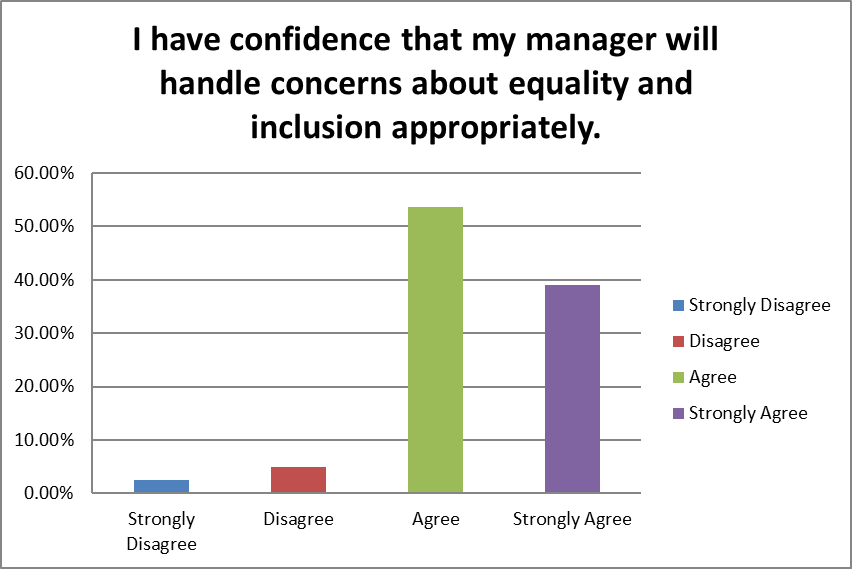 I have confidence that my manager will
handle concerns about equality and
inclusion appropriately.
60.00%
50.00%
40.00%
30.00%
20.00%
10.00%
0.00%
Strongly
Disagree
Disagree
Agree
Strongly Agree
Strongly Disagree
Disagree
Agree
Strongly Agree